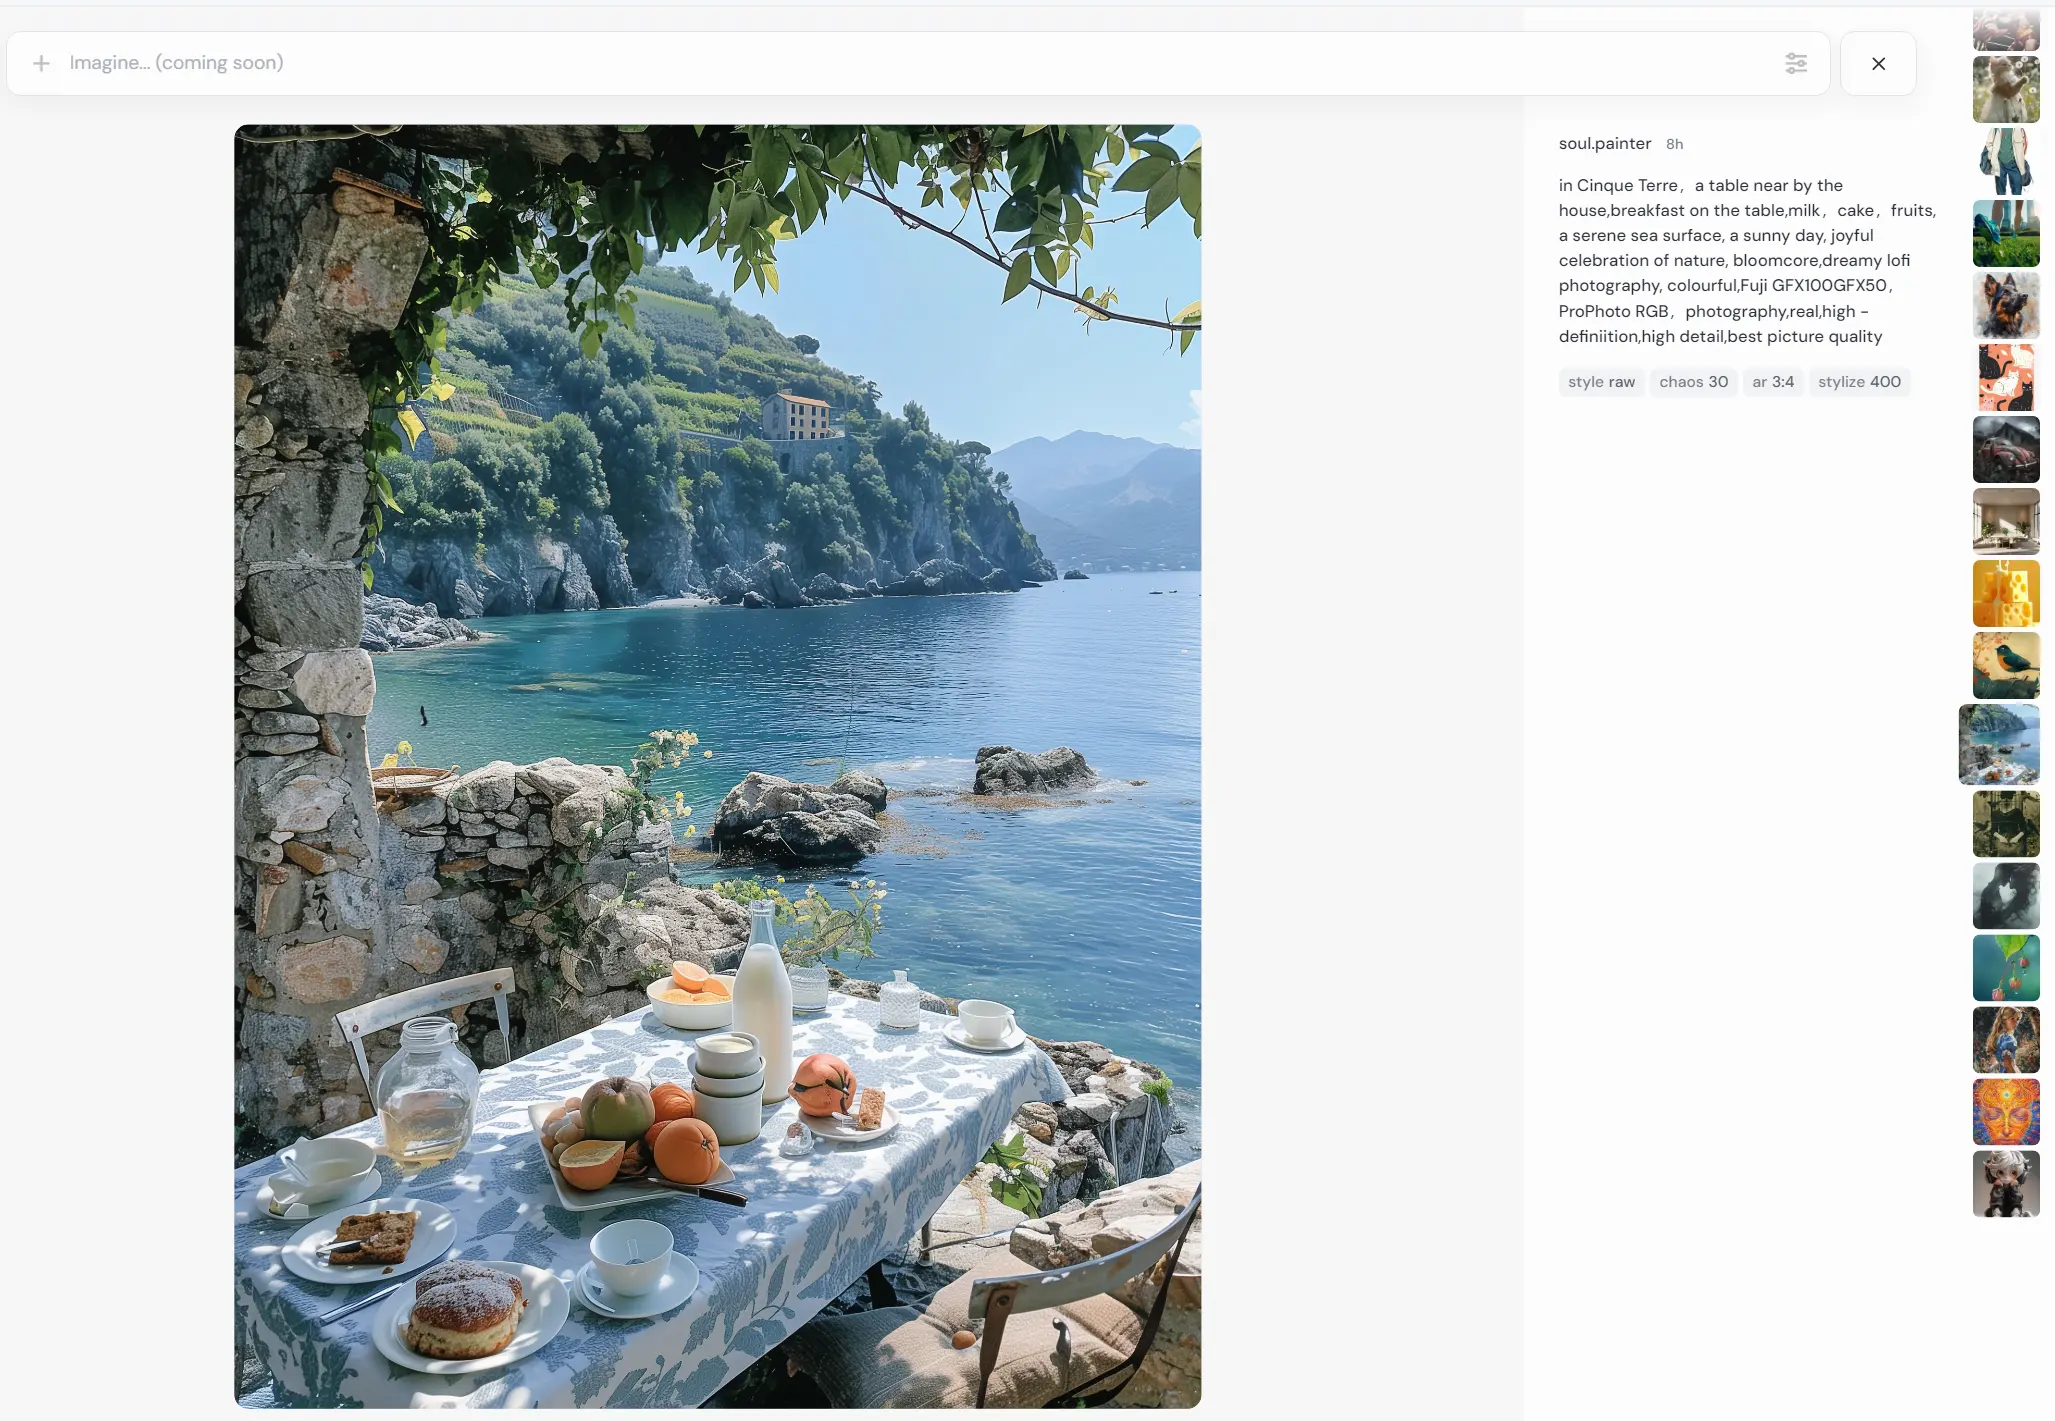 Imagine... (coming soon)
soul.painter 8h
in Cinque Terre，a table near by the
house,breakfast on the table,milk，cake，fruits,
a serene sea surface, a sunny day, joyful
celebration of nature, bloomcore,dreamy lofi
photography, colourful,Fuji GFX100GFX50，
ProPhoto RGB，photography,real,high -
definiition,high detail,best picture quality
style raw chaos 30 ar 3:4 stylize 400